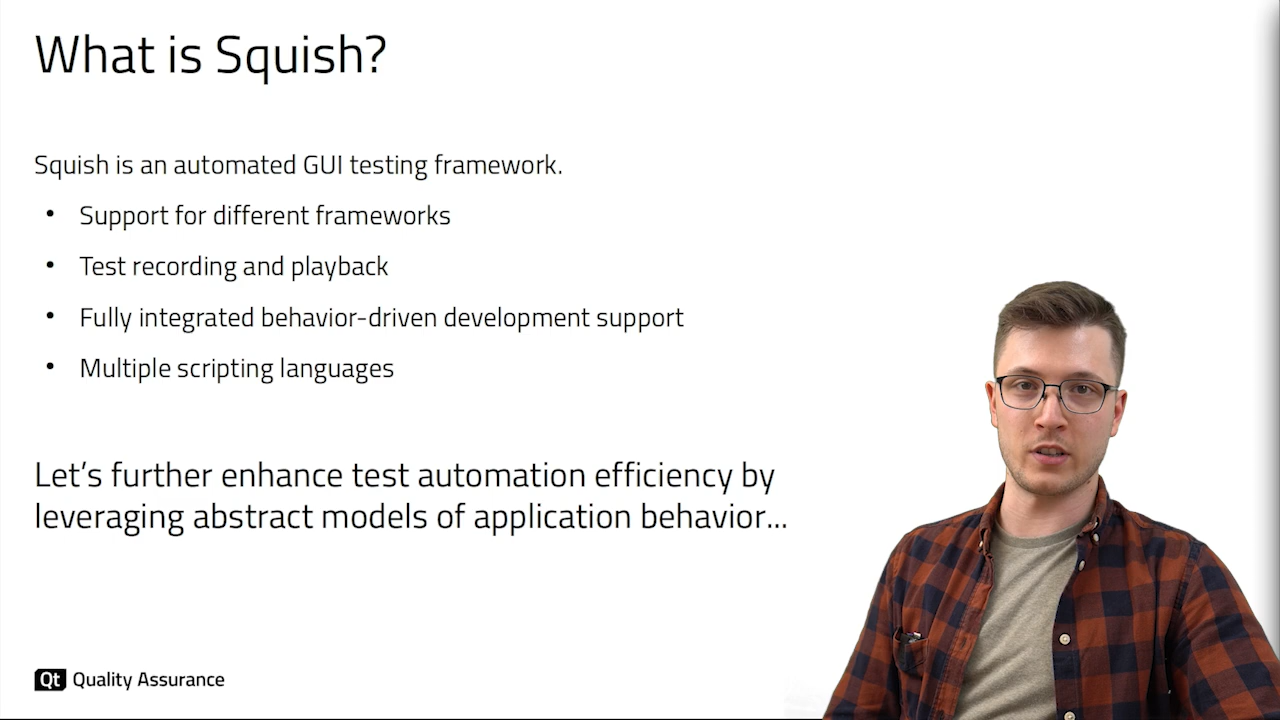 What is Squish?
Squish is an automated GUI testing framework.
• Support for different frameworks
• Test recording and playback
• Fully integrated behavior-driven development support
• Multiple scripting languages
Let’s further enhance test automation efficiency by
leveraging abstract models of application behavior...
Qt Quality Assurance